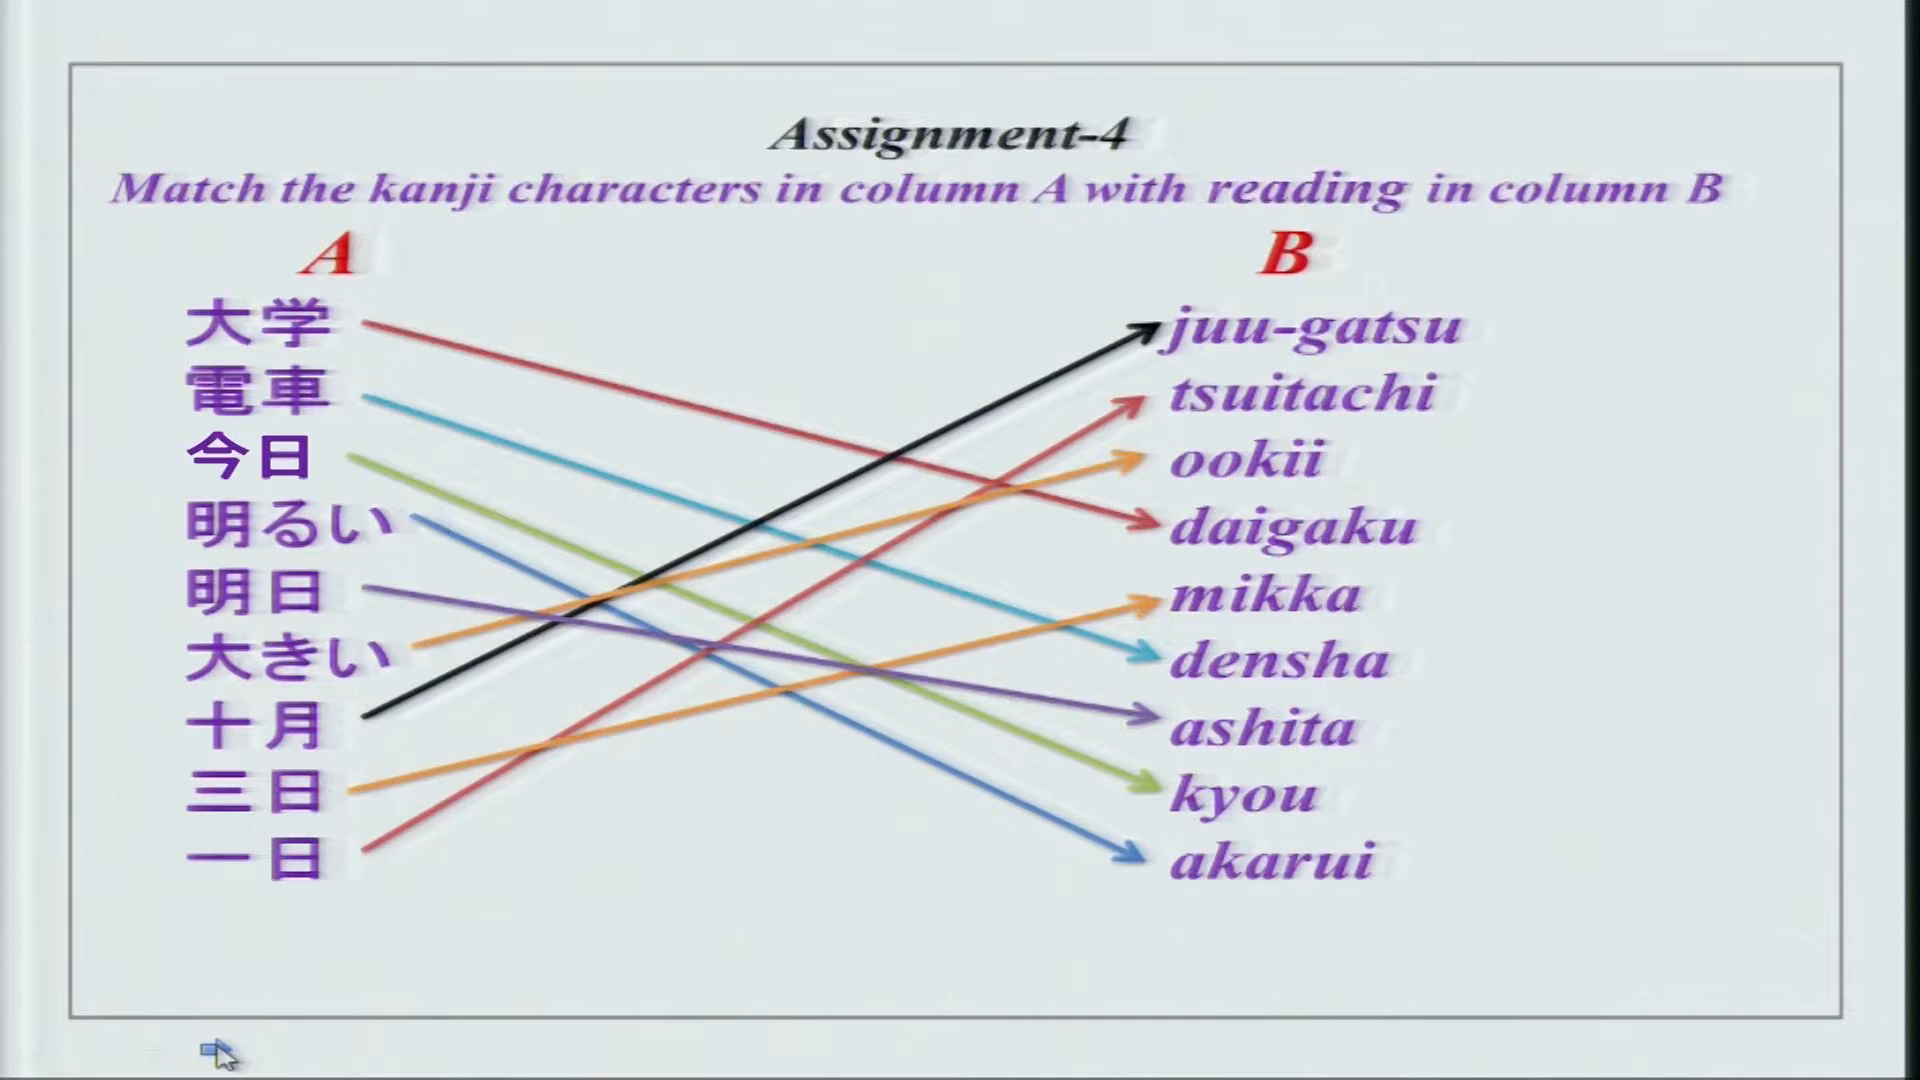 Assignment-4
Match the kanji characters in column A with reading in column B
A B
大学 juu-gatsu
電車 tsuitachi
今日 ookii
明るい daigaku
明日 mikka
大きい densha
十月 ashita
三日 kyou
一日 akarui